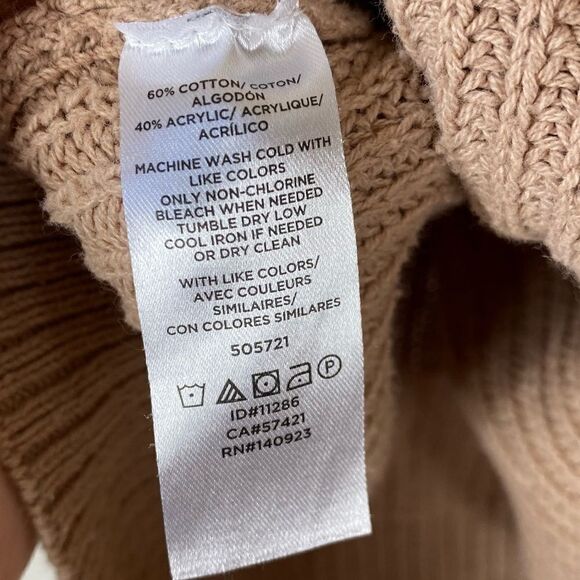 60% COTTON/ COTON/
ALGODÓN
40% ACRYLIC/ ACRYLIQUE/
ACRÍLICO
MACHINE WASH COLD WITH
LIKE COLORS
ONLY NON-CHLORINE
BLEACH WHEN NEEDED
TUMBLE DRY LOW
COOL IRON IF NEEDED
OR DRY CLEAN
WITH LIKE COLORS/
AVEC COULEURS
SIMILAIRES/
CON COLORES SIMILARES
505721
P
ID#11286
CA#57421
RN#140923